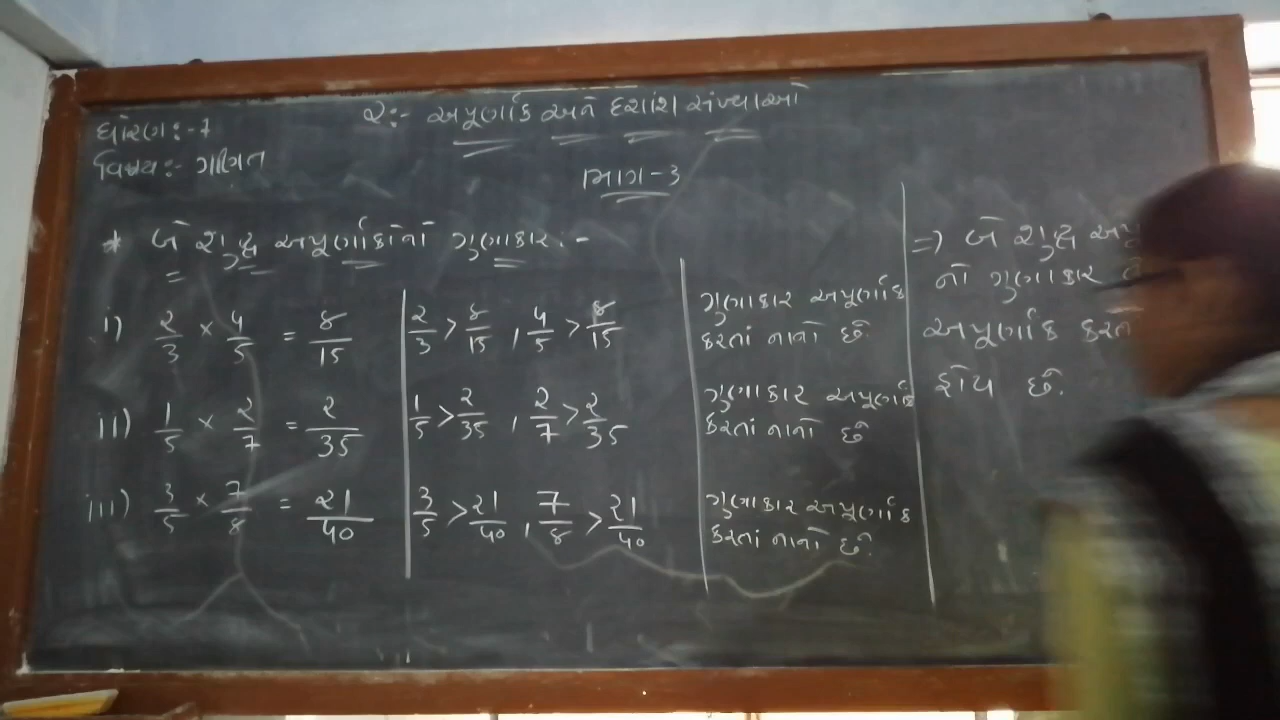 ધોરણ:-7
વિષય:- ગણિત
૨:- અપૂર્ણાંક અને દશાંશ સંખ્યાઓ
ભાગ-3
* બે શુદ્ધ અપૂર્ણાંકોનો ગુણાકાર:-
i) 2/3 × 4/5 = 8/15
2/3 > 8/15 , 4/5 > 8/15
ગુણાકાર અપૂર્ણાંક
કરતાં નાનો છે.
ii) 1/5 × 2/7 = 2/35
1/5 > 2/35 , 2/7 > 2/35
ગુણાકાર અપૂર્ણાંક
કરતાં નાનો છે
iii) 3/5 × 7/8 = 21/40
3/5 > 21/40 , 7/8 > 21/40
ગુણાકાર અપૂર્ણાંક
કરતાં નાનો છે.
=) બે શુદ્ધ
નો ગુણાકાર
અપૂર્ણાંક કરતાં
હોય છે.